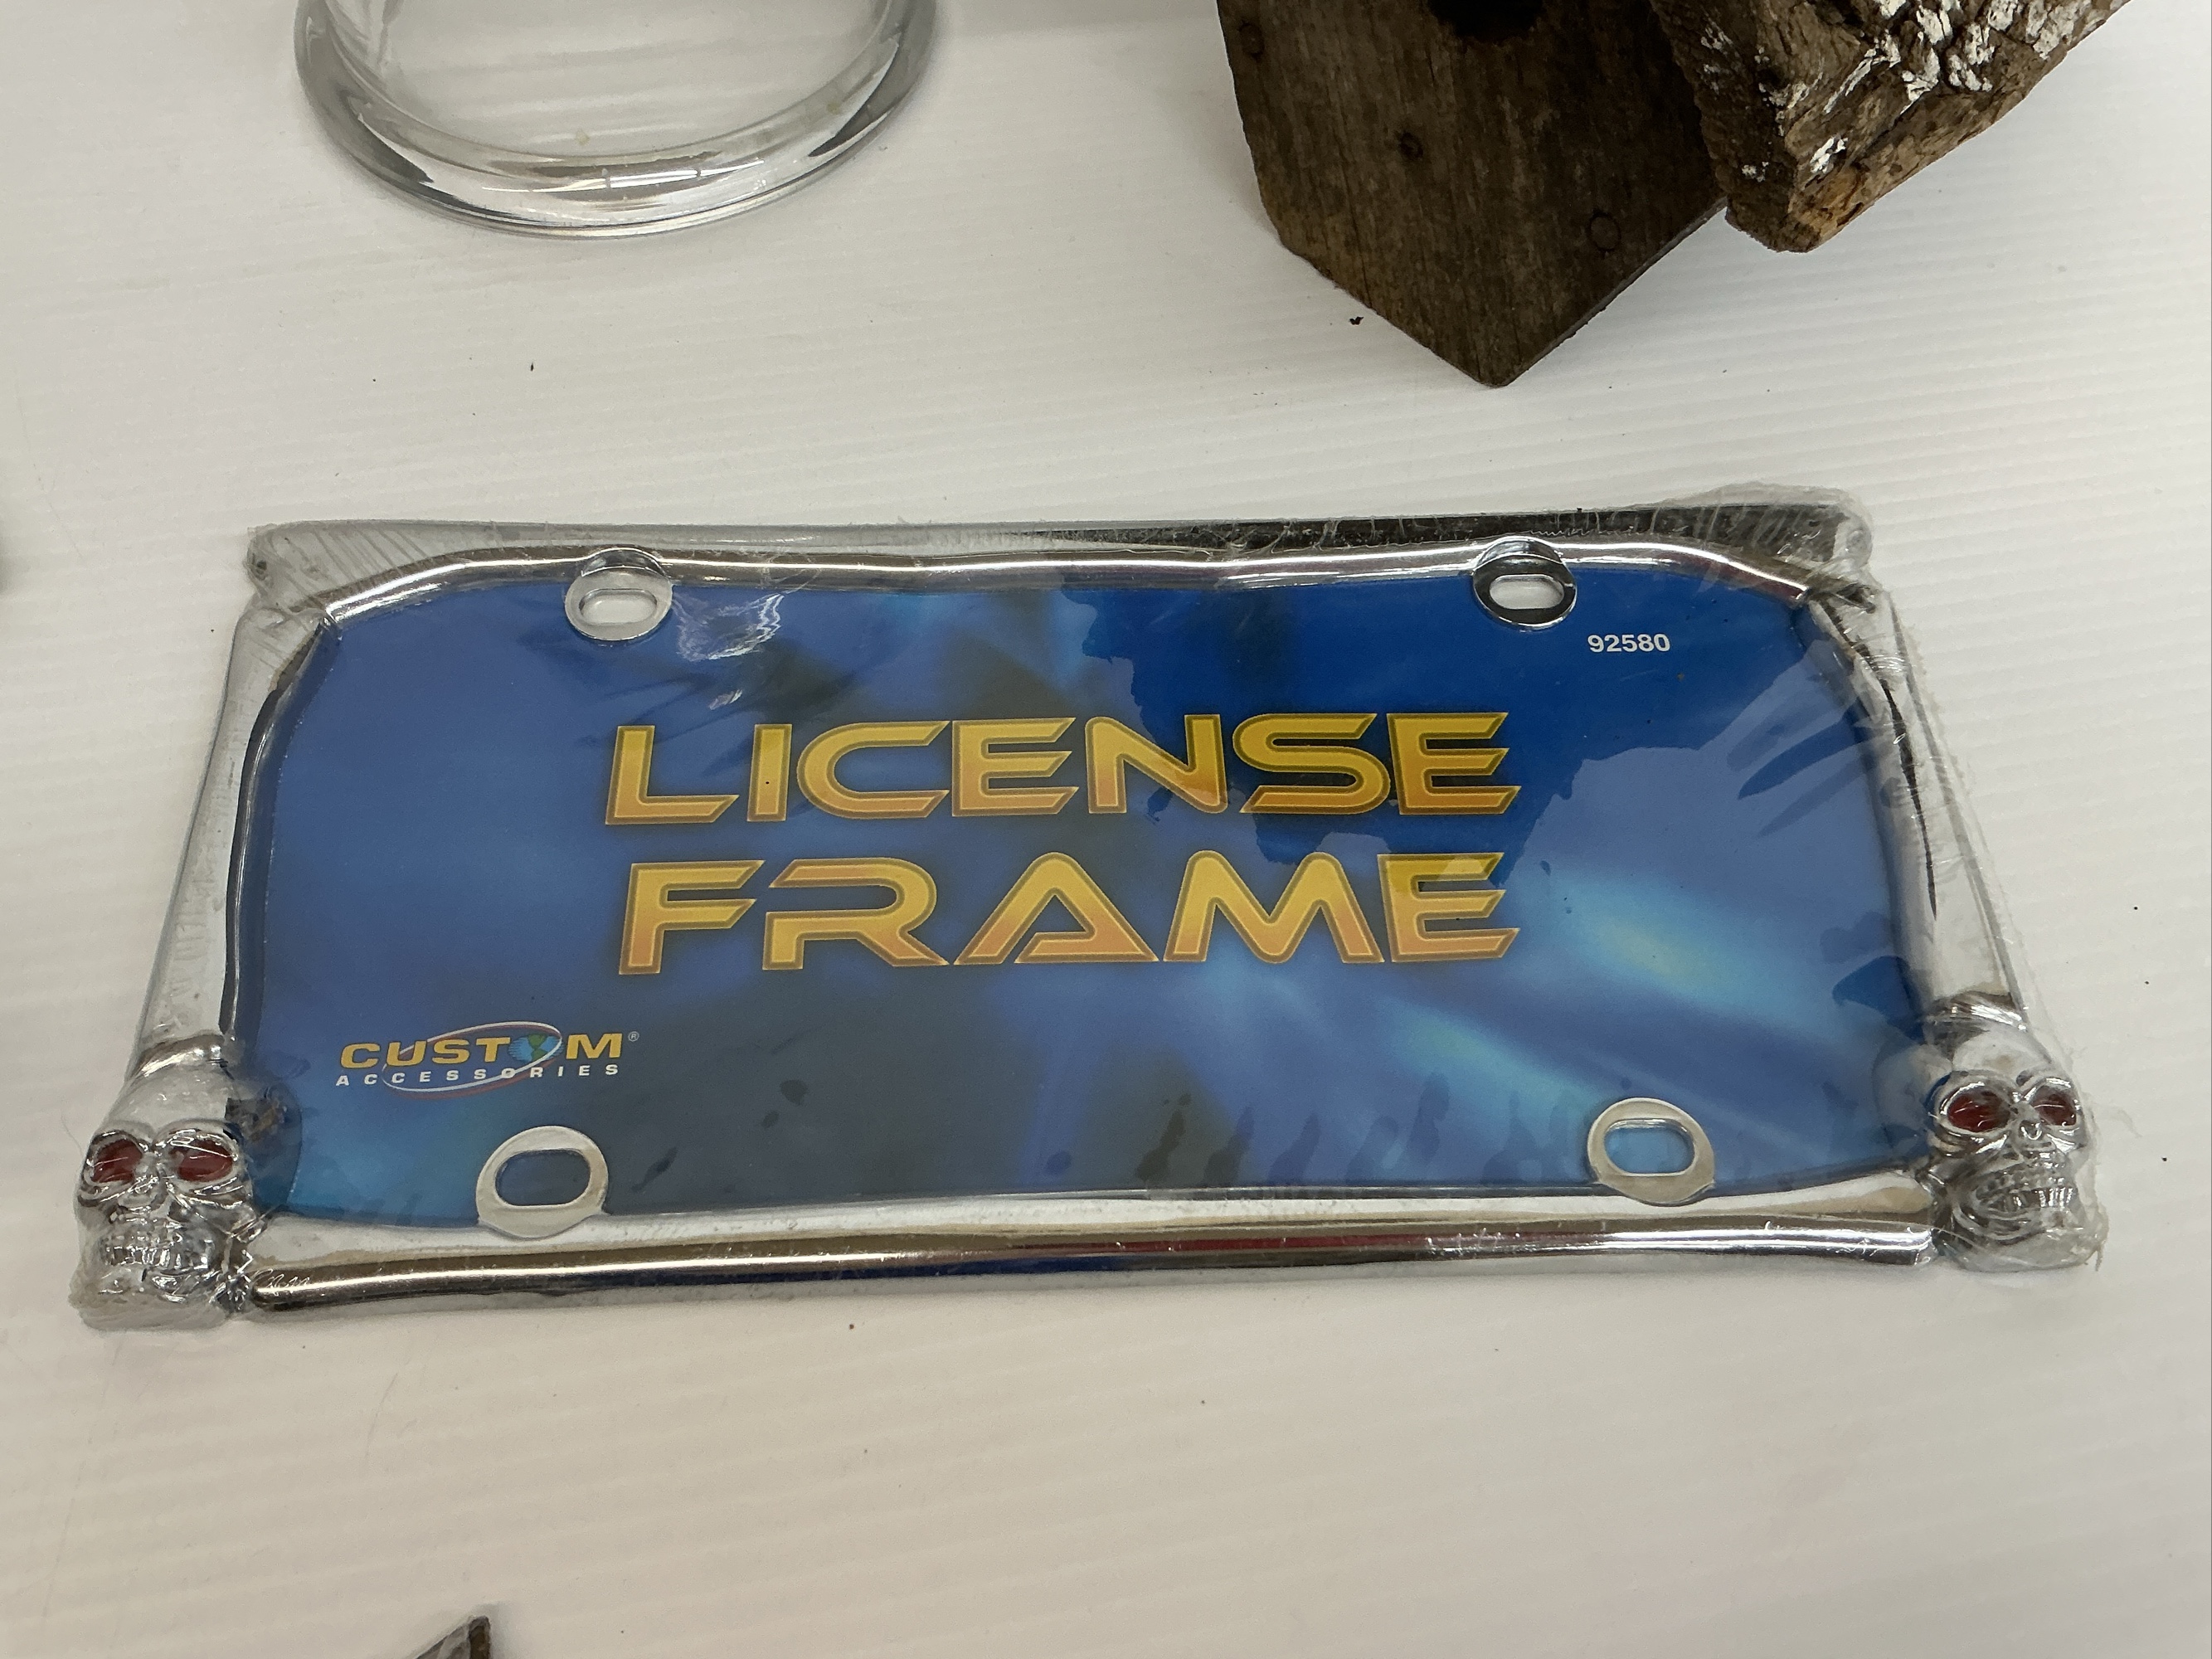 92580
LICENSE
FRAME
CUSTOM®
ACCESSORIES